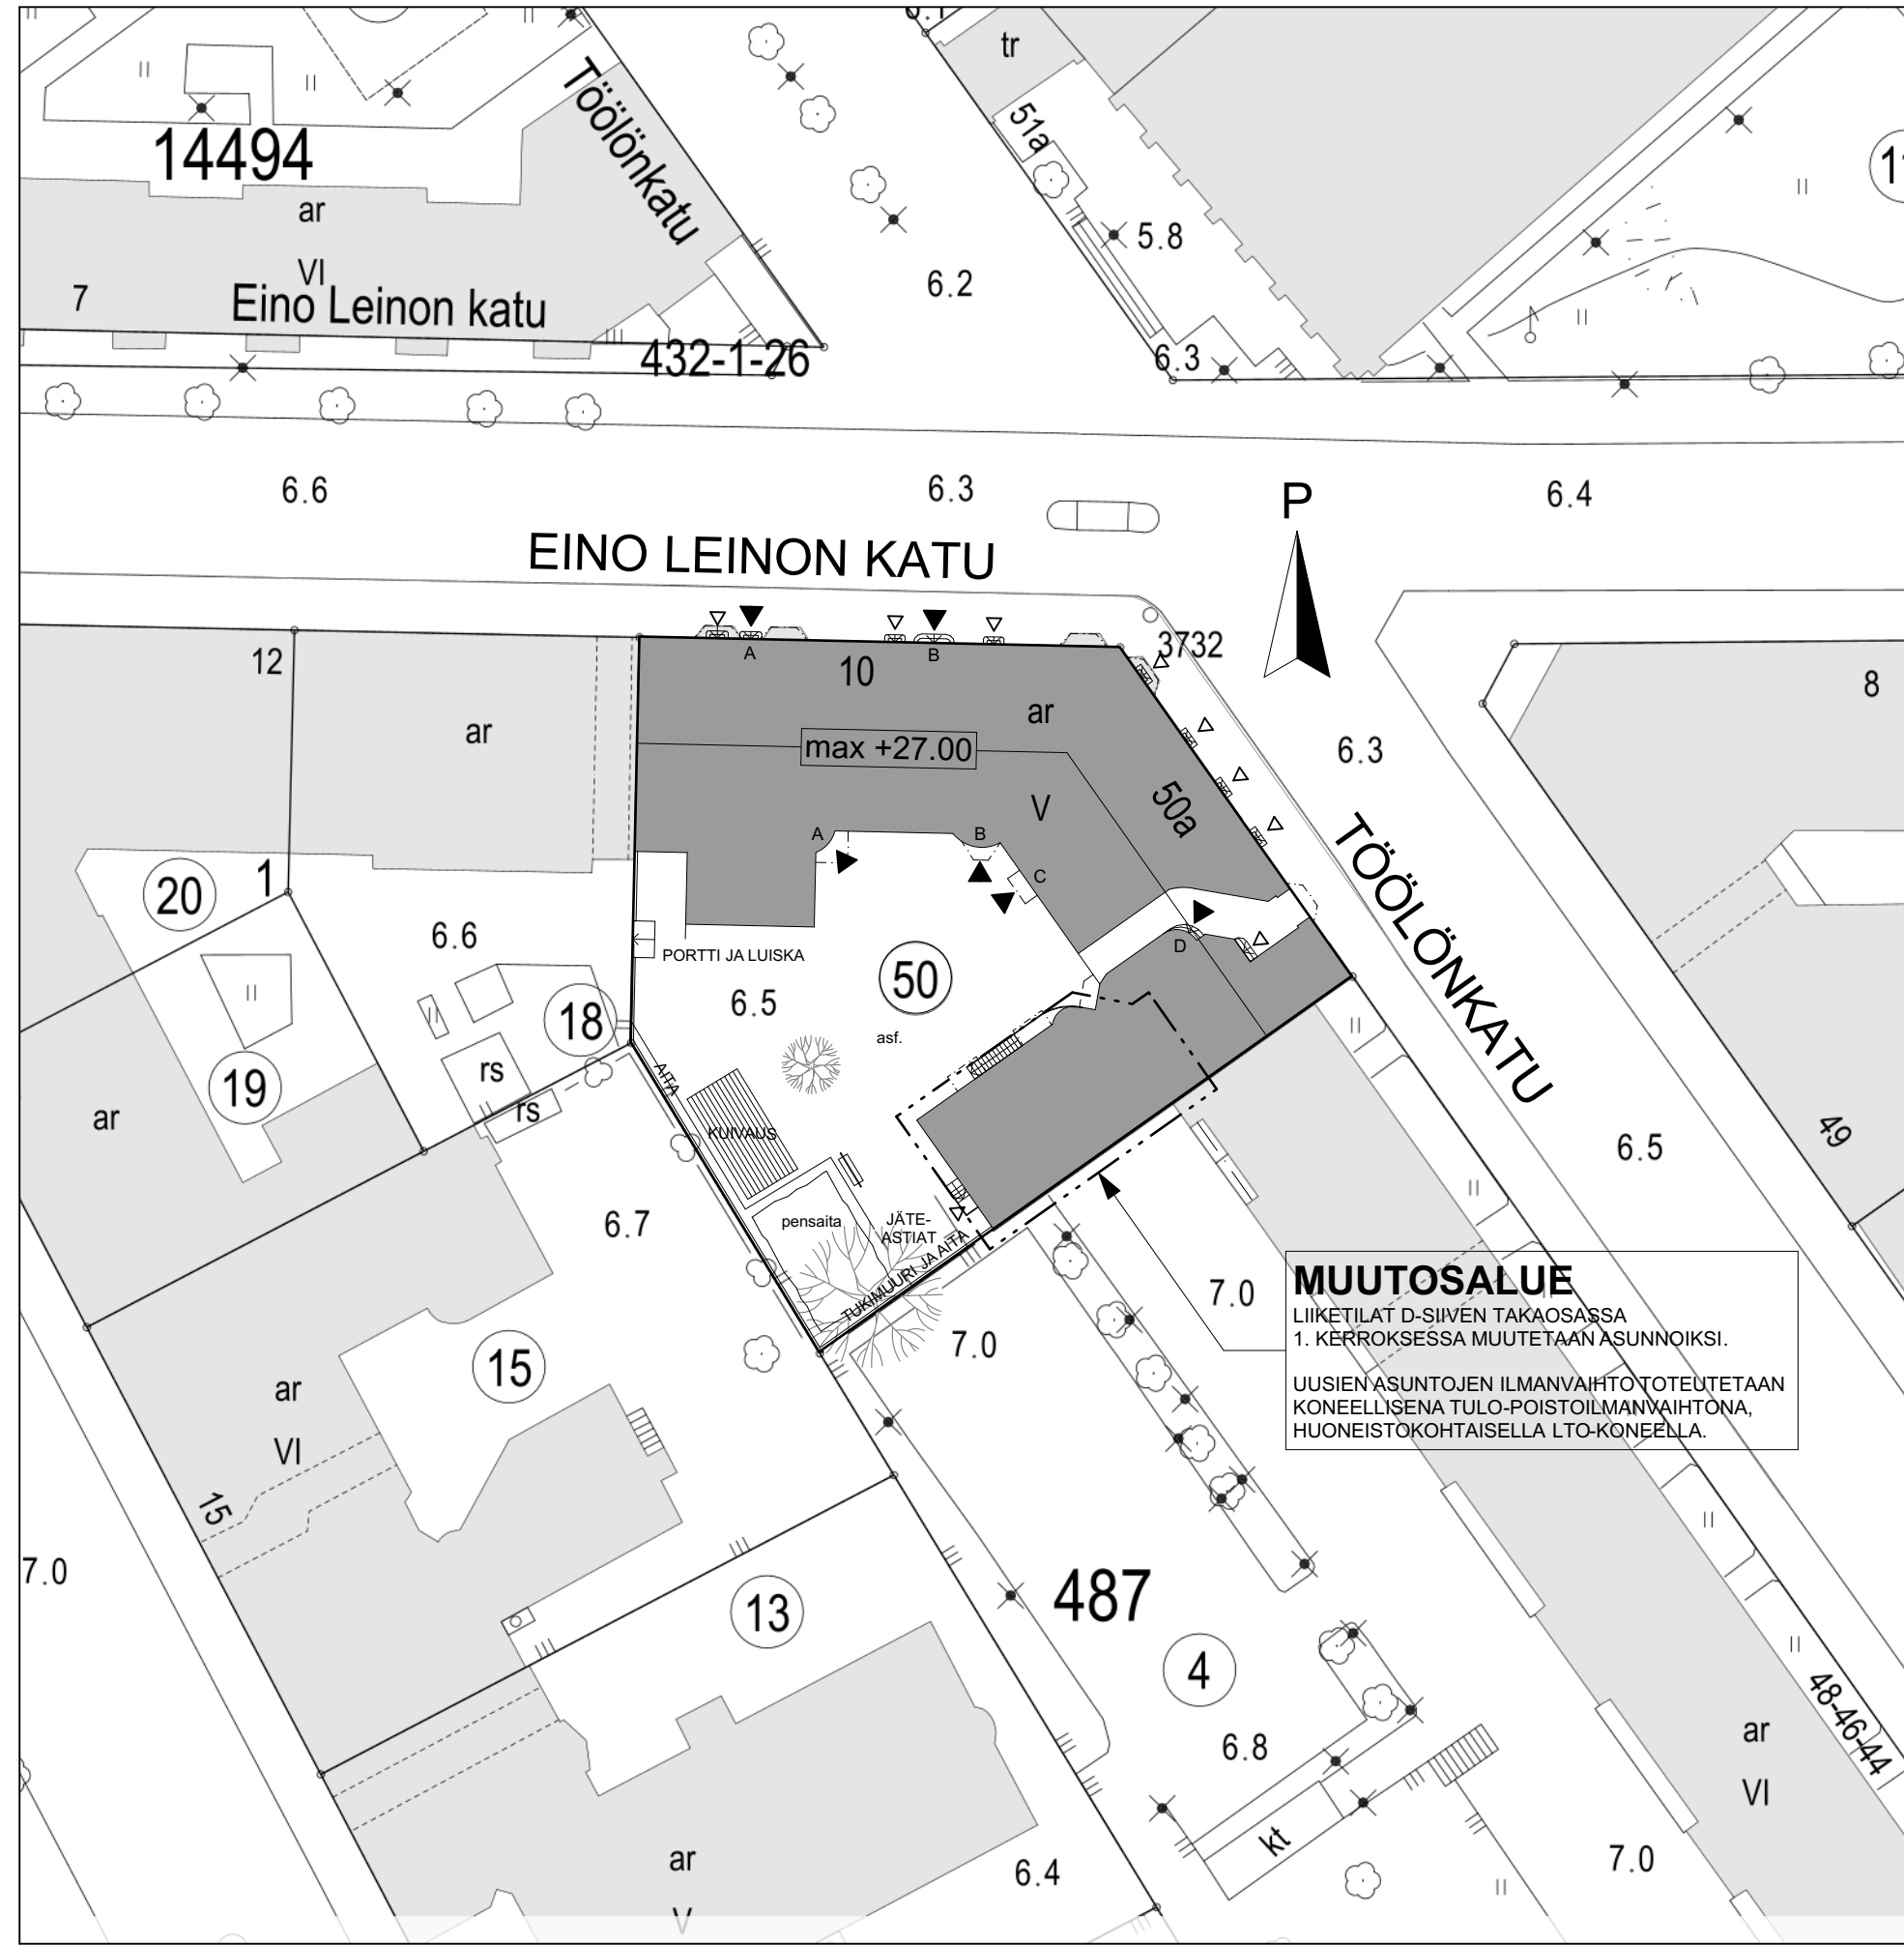 6.1
tr
Töölönkatu
51a
14494
ar
VI
7
Eino Leinon katu
432-1-26
5.8
6.2
6.3
6.6
6.3
6.4
P
EINO LEINON KATU
3732
12
A
B
10
ar
ar
8
max +27.00
6.3
V
50a
A
B
C
D
TÖÖLÖNKATU
20
1
6.6
PORTTI JA LUISKA
50
6.5
asf.
18
19
rs
rs
ar
AITA
KUIVAUS
49
6.5
6.7
pensaita
JÄTE-
ASTIAT
TUKIMUURI JA AITA
7.0
7.0
MUUTOSALUE
LIIKETILAT D-SIIVEN TAKAOSASSA
1. KERROKSESSA MUUTETAAN ASUNNOIKSI.
UUSIEN ASUNTOJEN ILMANVAIHTO TOTEUTETAAN
KONEELLISENA TULO-POISTOILMANVAIHTONA,
HUONEISTOKOHTAISELLA LTO-KONEELLA.
15
ar
VI
15
7.0
13
487
4
6.8
48-46-44
ar
VI
kt
7.0
ar
V
6.4